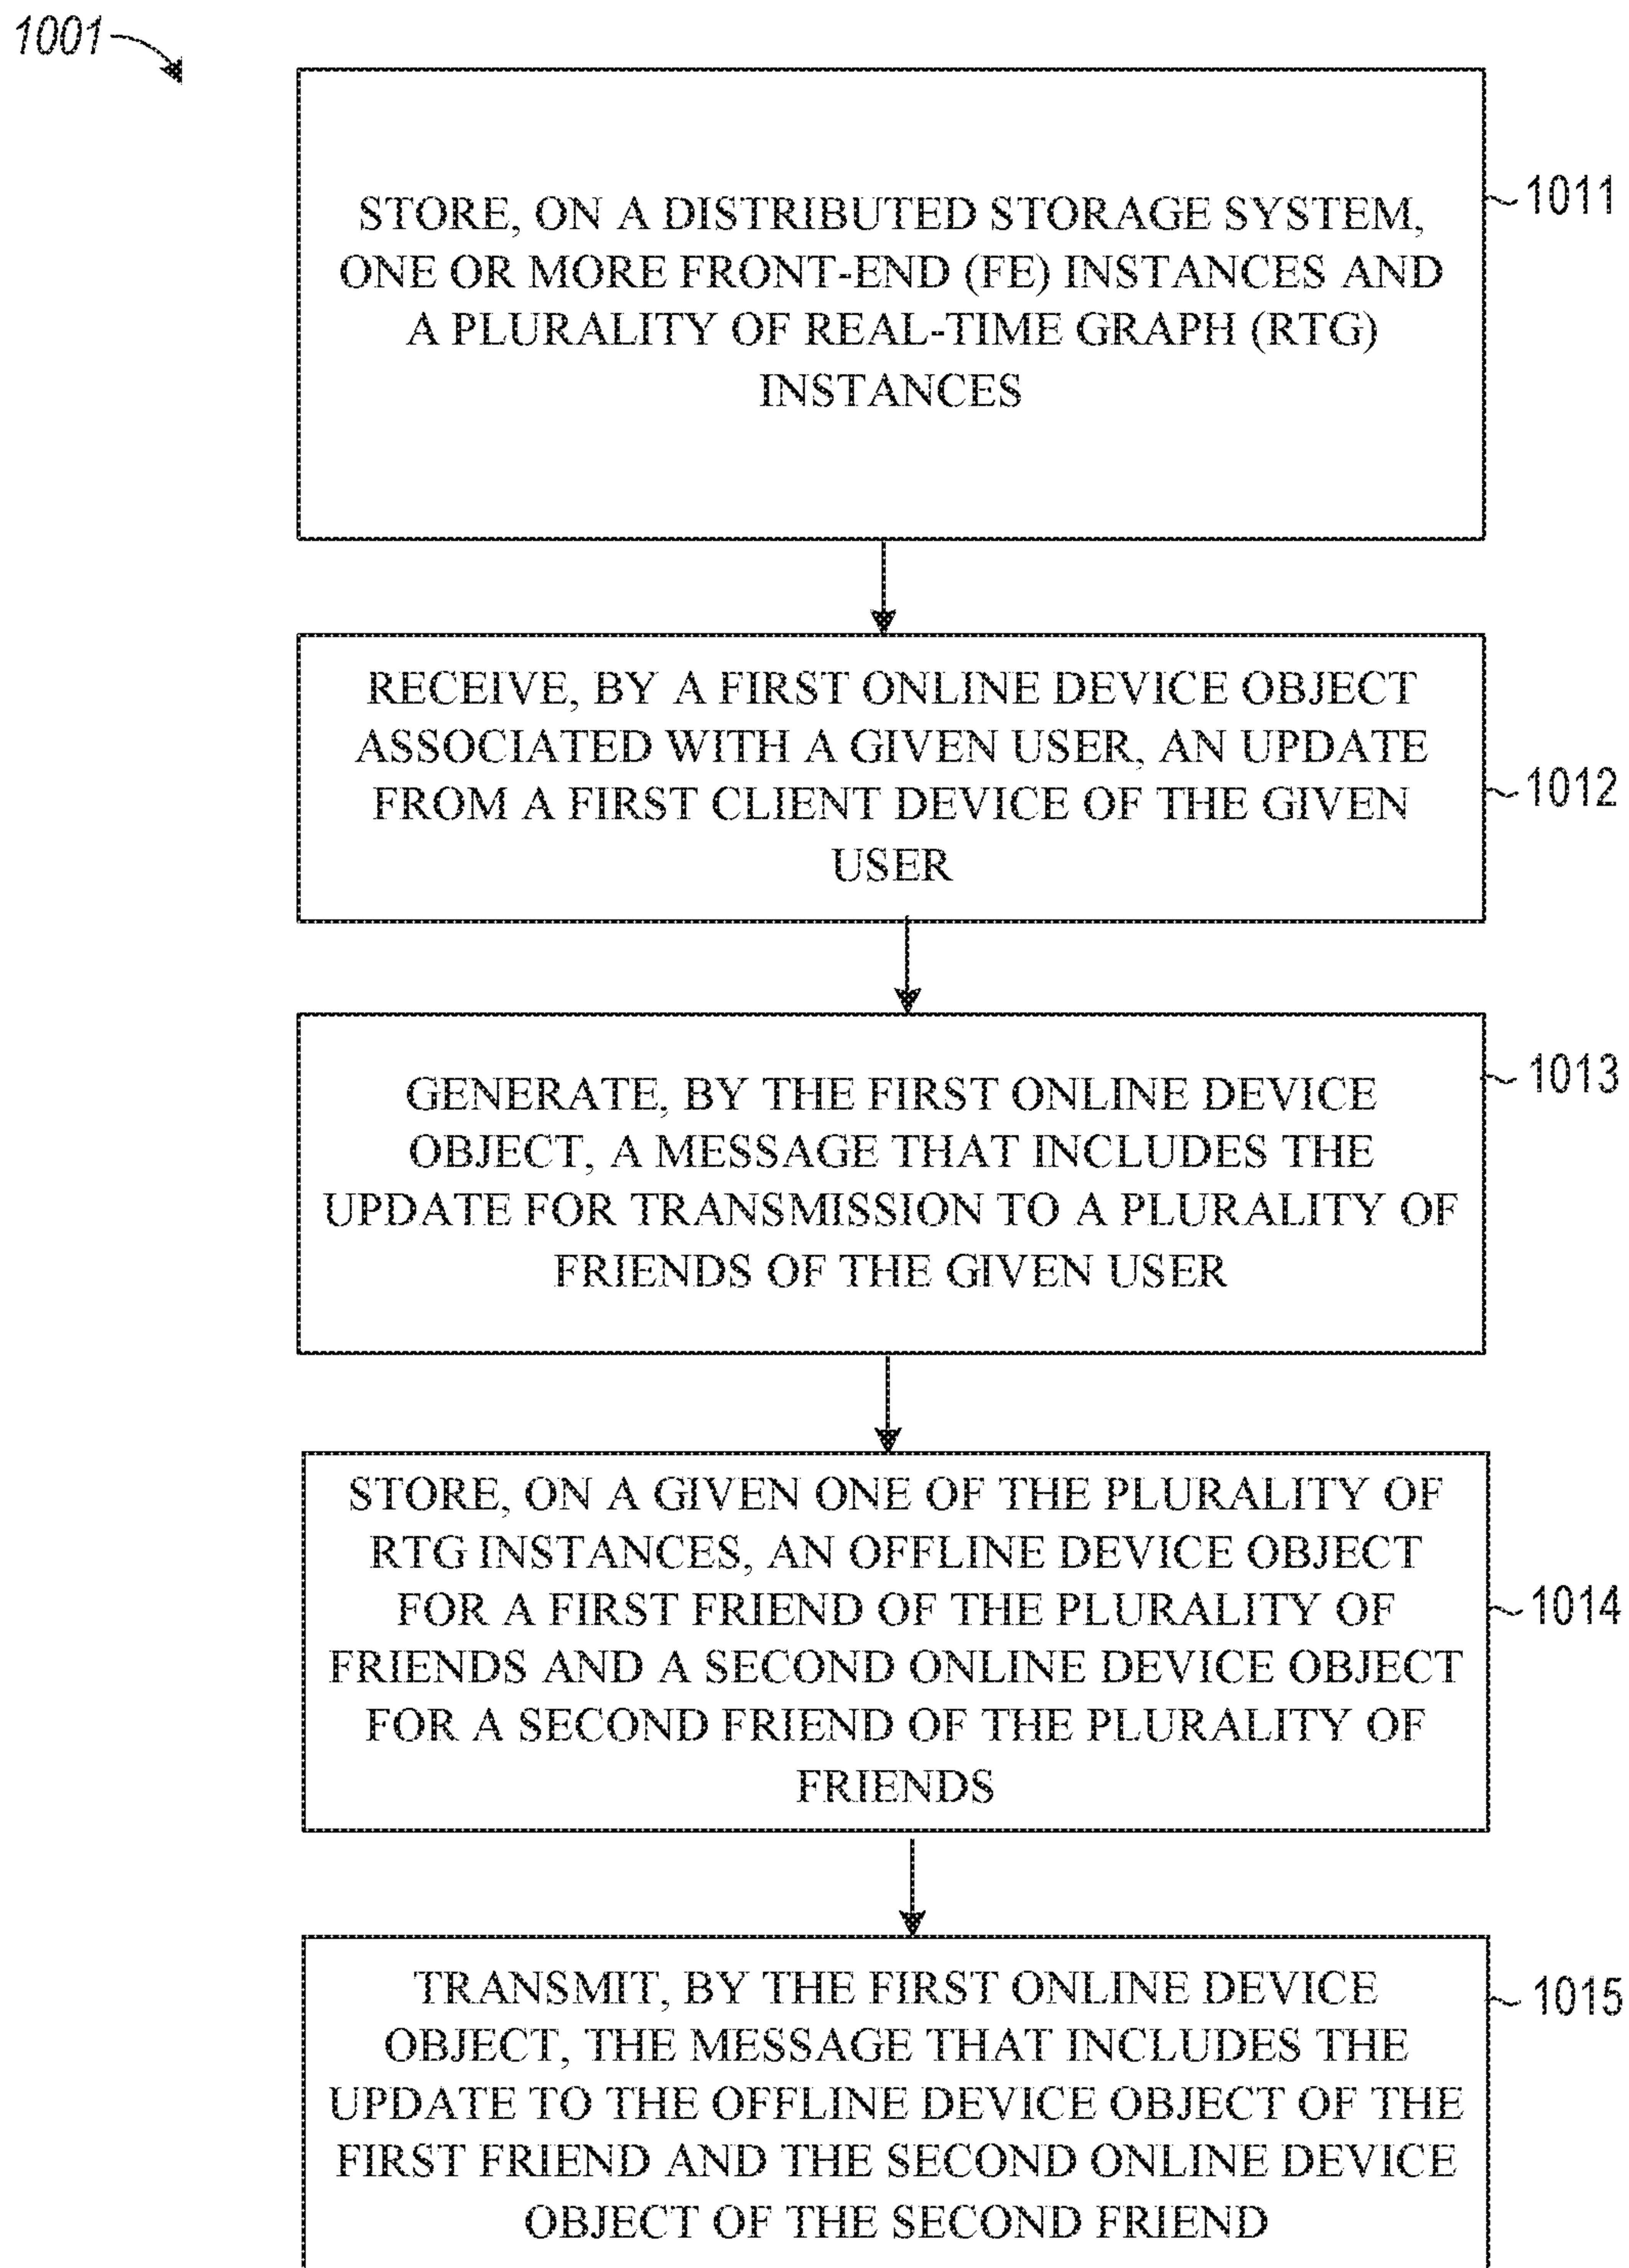 1001
STORE, ON A DISTRIBUTED STORAGE SYSTEM,
ONE OR MORE FRONT-END (FE) INSTANCES AND
A PLURALITY OF REAL-TIME GRAPH (RTG)
INSTANCES
1011
RECEIVE, BY A FIRST ONLINE DEVICE OBJECT
ASSOCIATED WITH A GIVEN USER, AN UPDATE
FROM A FIRST CLIENT DEVICE OF THE GIVEN
USER
1012
GENERATE, BY THE FIRST ONLINE DEVICE
OBJECT, A MESSAGE THAT INCLUDES THE
UPDATE FOR TRANSMISSION TO A PLURALITY OF
FRIENDS OF THE GIVEN USER
1013
STORE, ON A GIVEN ONE OF THE PLURALITY OF
RTG INSTANCES, AN OFFLINE DEVICE OBJECT
FOR A FIRST FRIEND OF THE PLURALITY OF
FRIENDS AND A SECOND ONLINE DEVICE OBJECT
FOR A SECOND FRIEND OF THE PLURALITY OF
FRIENDS
1014
TRANSMIT, BY THE FIRST ONLINE DEVICE
OBJECT, THE MESSAGE THAT INCLUDES THE
UPDATE TO THE OFFLINE DEVICE OBJECT OF THE
FIRST FRIEND AND THE SECOND ONLINE DEVICE
OBJECT OF THE SECOND FRIEND
1015